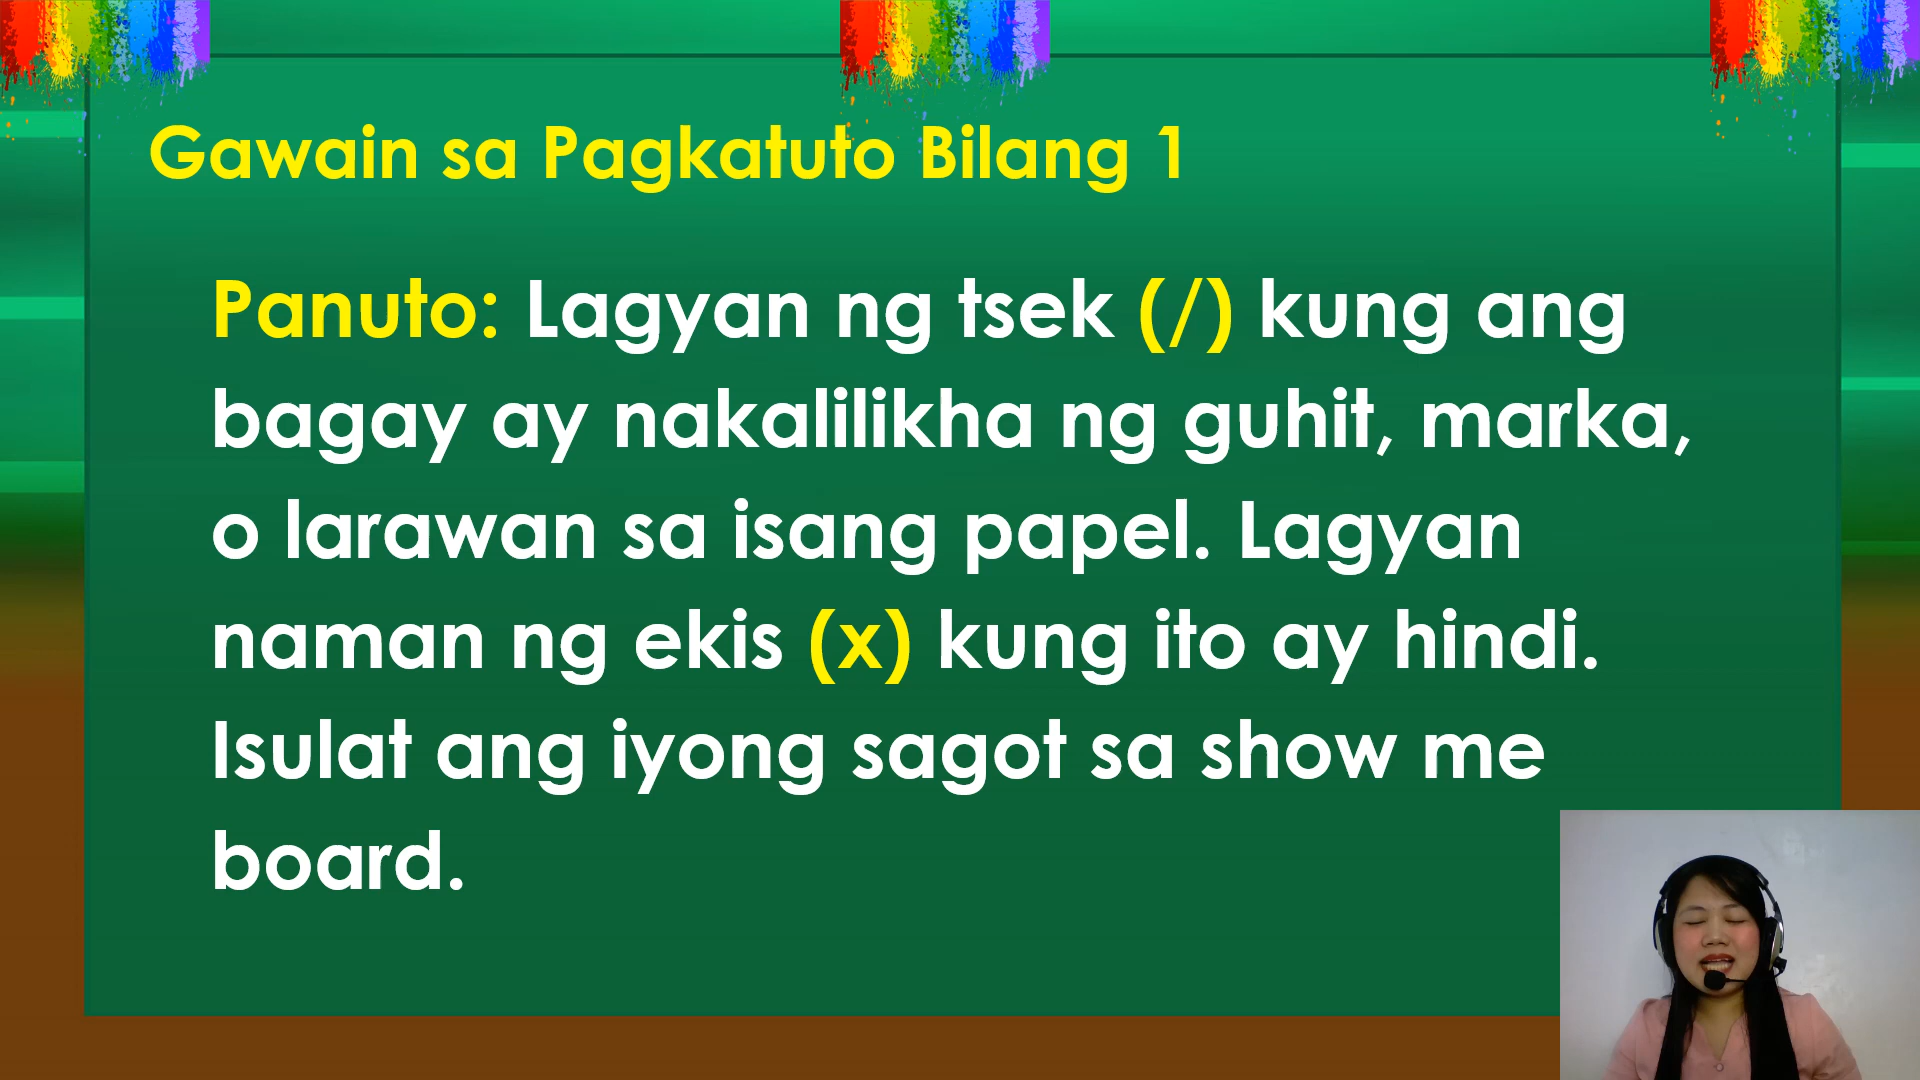 Gawain sa Pagkatuto Bilang 1
Panuto: Lagyan ng tsek (/) kung ang
bagay ay nakalilikha ng guhit, marka,
o larawan sa isang papel. Lagyan
naman ng ekis (x) kung ito ay hindi.
Isulat ang iyong sagot sa show me
board.